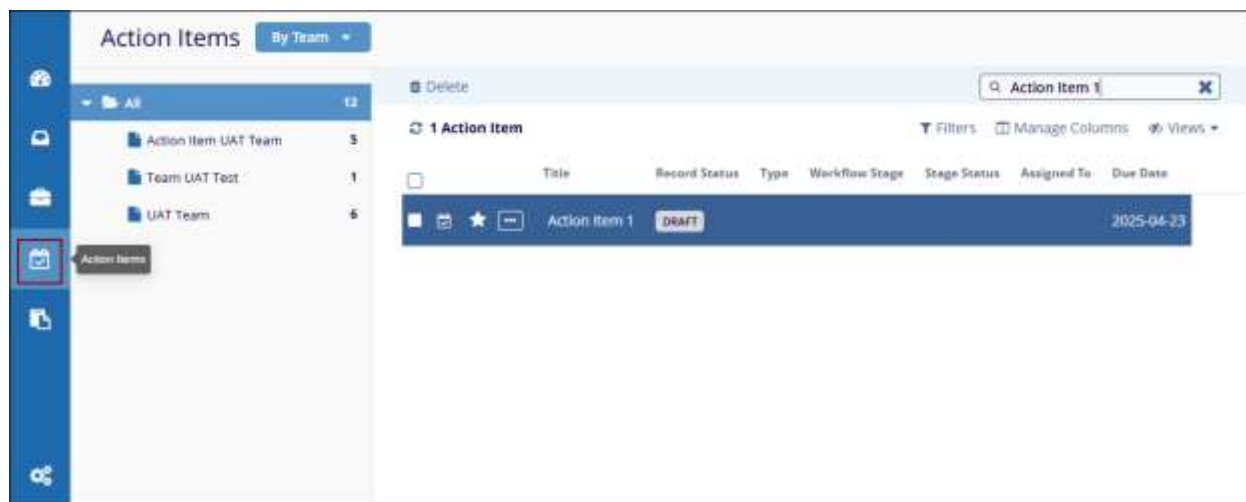 Action Items By Team
All 12
Action Item UAT Team 5
Team UAT Test 1
UAT Team 6
Action Items
Delete
Action Item 1
1 Action Item
Filters Manage Columns Views
Title Record Status Type Workflow Stage Stage Status Assigned To Due Date
Action Item 1 DRAFT 2025-04-23